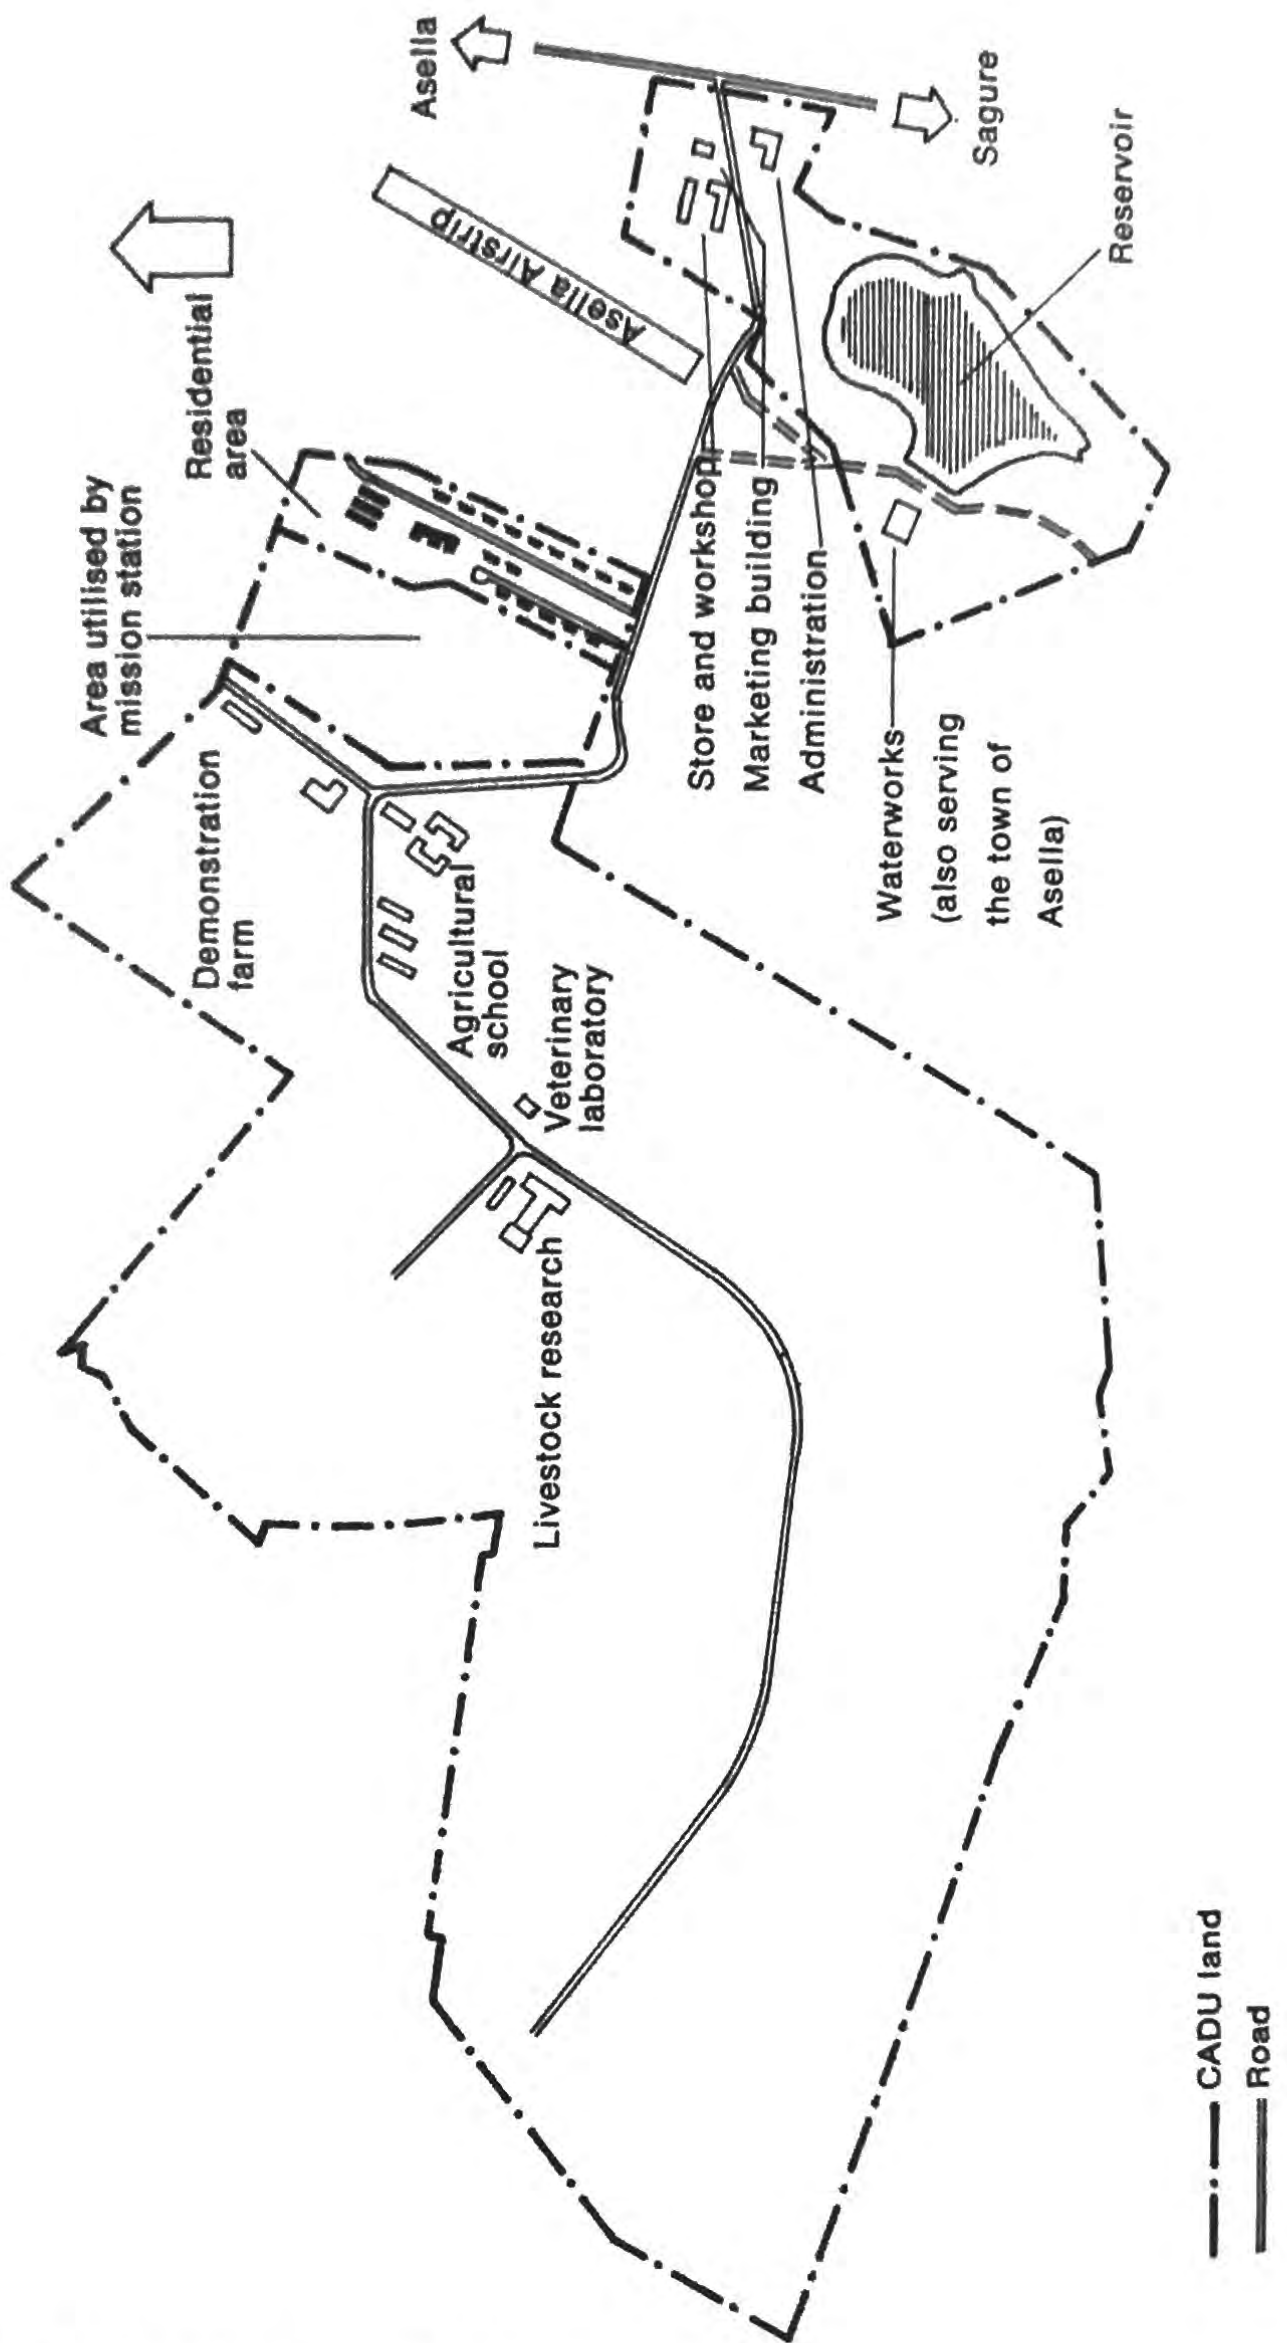 Asella
Sagure
Reservoir
Asella Airstrip
Residential
area
Area utilised by
mission station
Store and workshop
Marketing building
Administration
Waterworks
(also serving
the town of
Asella)
Demonstration
farm
Agricultural
school
Veterinary
laboratory
Livestock research
CADU land
Road